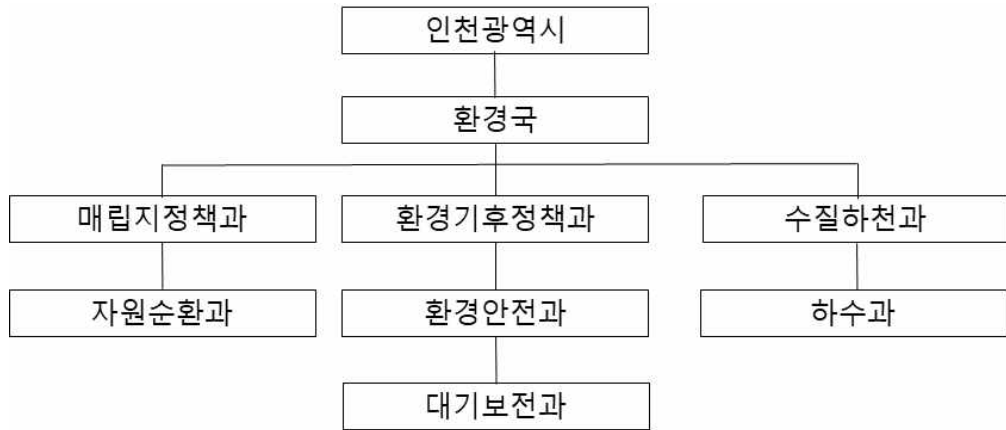 인천광역시
환경국
매립지정책과
환경기후정책과
수질하천과
자원순환과
환경안전과
하수과
대기보전과